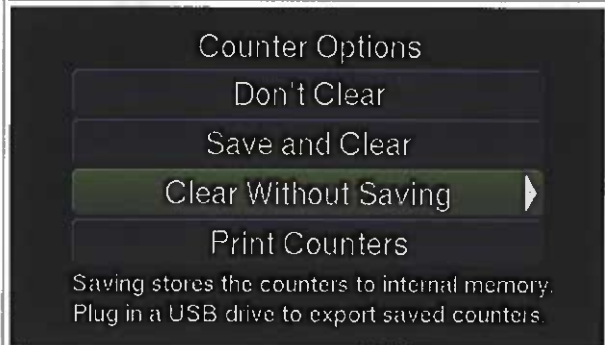 Counter Options
Don't Clear
Save and Clear
Clear Without Saving
Print Counters
Saving stores the counters to internal memory.
Plug in a USB drive to export saved counters.